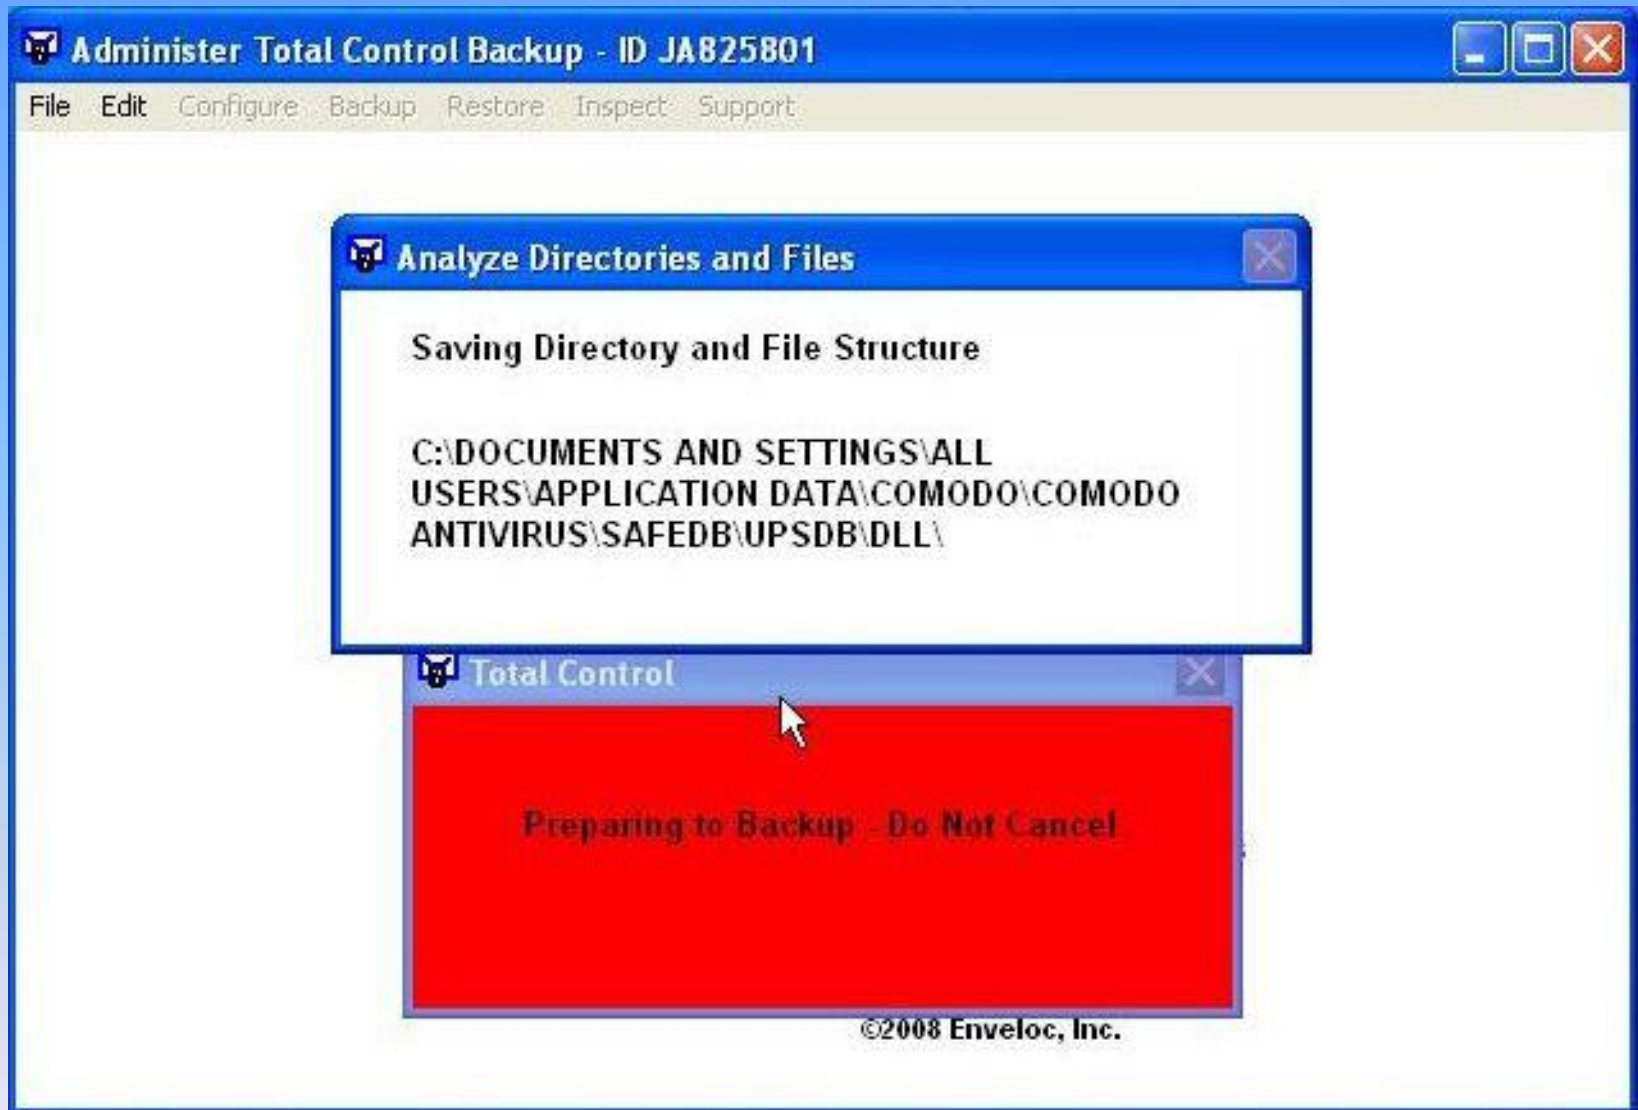 Administer Total Control Backup - ID JA825801
File Edit Configure Backup Restore Inspect Support
Analyze Directories and Files
Saving Directory and File Structure
C:\DOCUMENTS AND SETTINGS\ALL
USERS\APPLICATION DATA\COMODO\COMODO
ANTIVIRUS\SAFEDB\UPSDB\DLL\
Total Control
Preparing to Backup - Do Not Cancel
©2008 Enveloc, Inc.